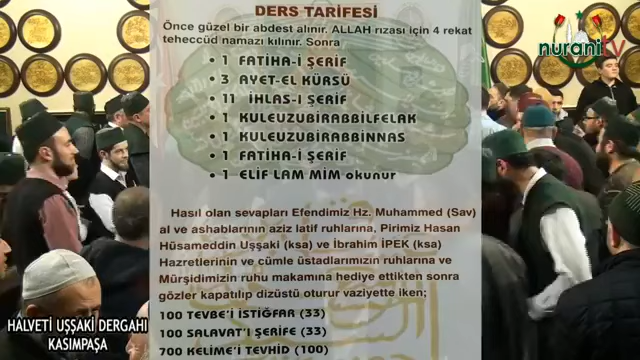 DERS TARİFESİ
Önce güzel bir abdest alınır. ALLAH rızası için 4 rekat
teheccüd namazı kılınır. Sonra
• 1 FATİHA-İ ŞERİF
• 3 AYET-EL KÜRSÜ
• 11 İHLAS-I ŞERİF
• 1 KULEUZUBİRABBİLFELAK
• 1 KULEUZUBİRABBİNNAS
• 1 FATİHA-İ ŞERİF
• 1 ELİF LAM MİM okunur
Hasıl olan sevapları Efendimiz Hz. Muhammed (Sav)
al ve ashablarının aziz latif ruhlarına, Pirimiz Hasan
Hüsameddin Uşşaki (ksa) ve İbrahim İPEK (ksa)
Hazretlerinin ve cümle üstadlarımızın ruhlarına ve
Mürşidimizin ruhu makamına hediye ettikten sonra
gözler kapatılıp dizüstü oturur vaziyette iken;
100 TEVBE'İ İSTİĞFAR (33)
100 SALAVAT'I ŞERİFE (33)
700 KELİME'İ TEVHİD (100)
nurani tv
HALVETİ UŞŞAKİ DERGAHI
KASIMPAŞA